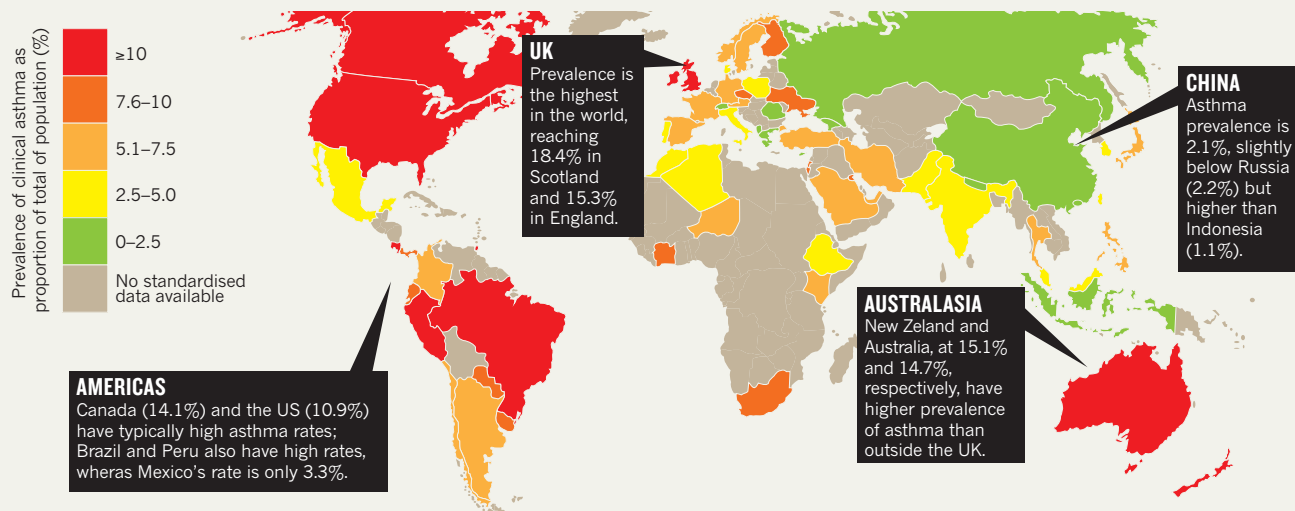 Prevalence of clinical asthma as
proportion of total of population (%)
≥10
7.6–10
5.1–7.5
2.5–5.0
0–2.5
No standardised
data available
UK
Prevalence is
the highest
in the world,
reaching
18.4% in
Scotland
and 15.3%
in England.
CHINA
Asthma
prevalence is
2.1%, slightly
below Russia
(2.2%) but
higher than
Indonesia
(1.1%).
AUSTRALASIA
New Zeland and
Australia, at 15.1%
and 14.7%,
respectively, have
higher prevalence
of asthma than
outside the UK.
AMERICAS
Canada (14.1%) and the US (10.9%)
have typically high asthma rates;
Brazil and Peru also have high rates,
wheras Mexico's rate is only 3.3%.